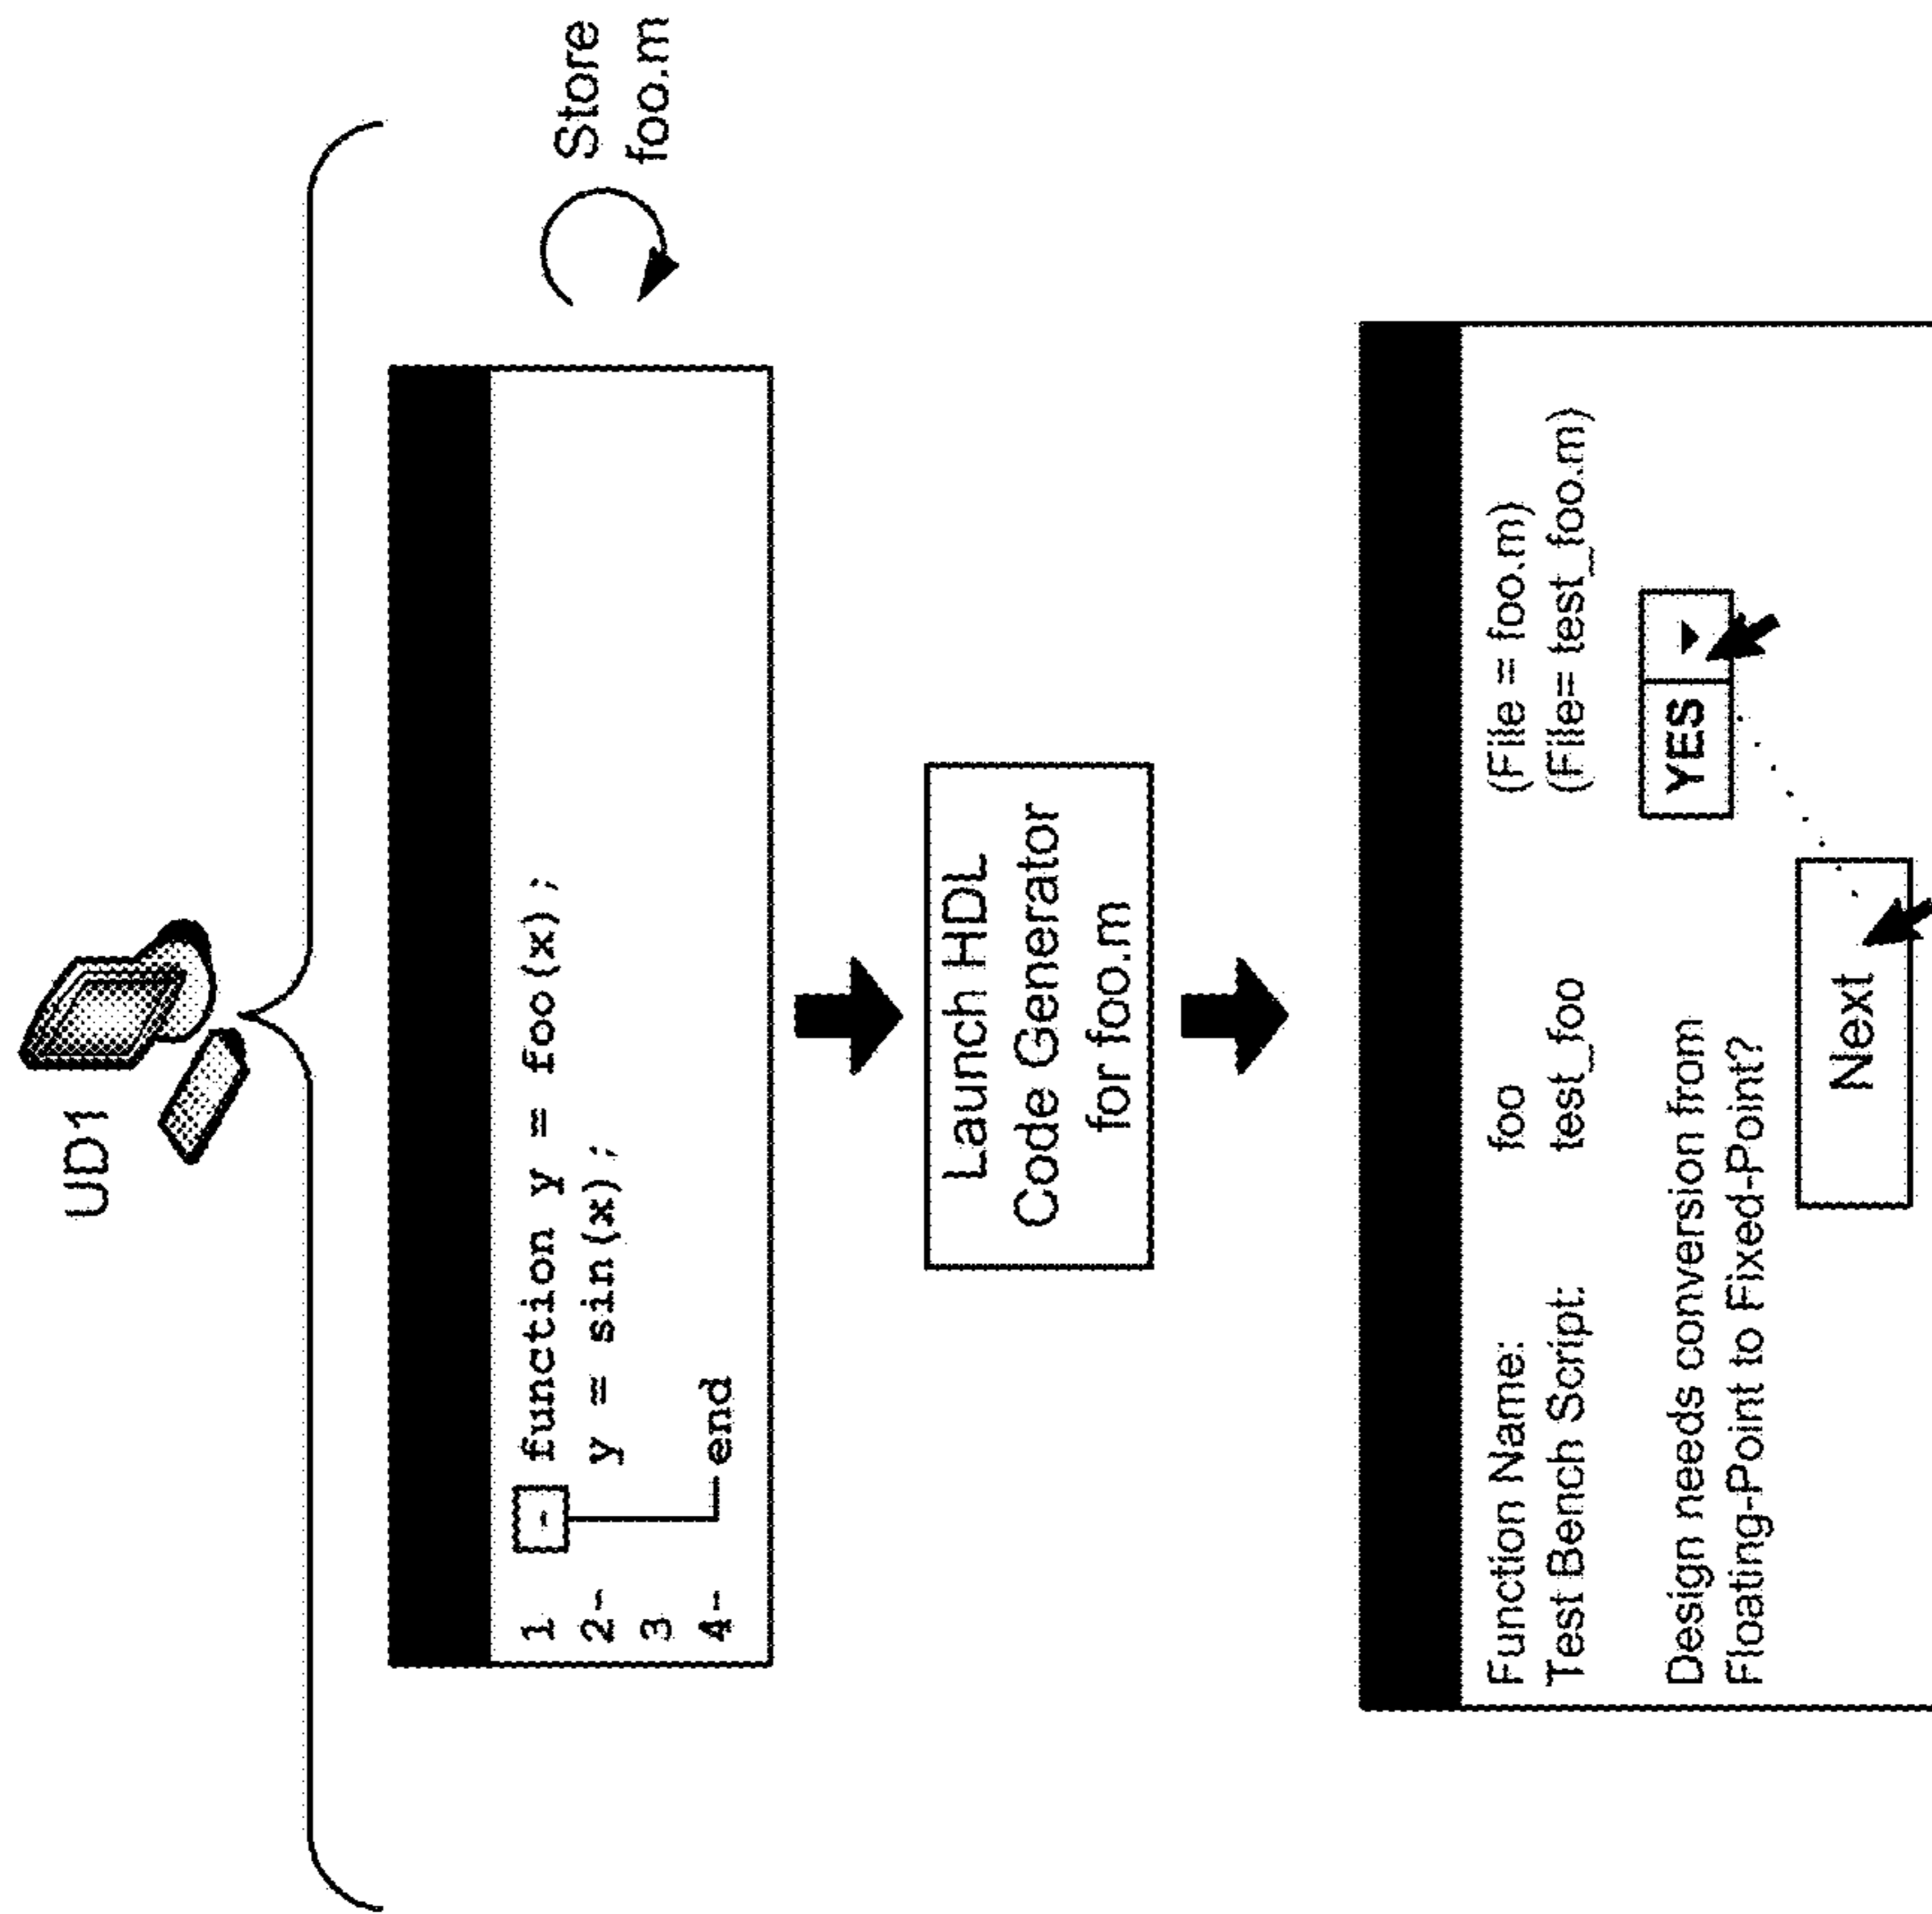 UD1
1 - function y = foo(x);
2- y = sin(x);
3
4- end
Store
foo.m
Launch HDL
Code Generator
for foo.m
Function Name: foo (File = foo.m)
Test Bench Script: test_foo (File= test_foo.m)
Design needs conversion from
Floating-Point to Fixed-Point? YES
Next